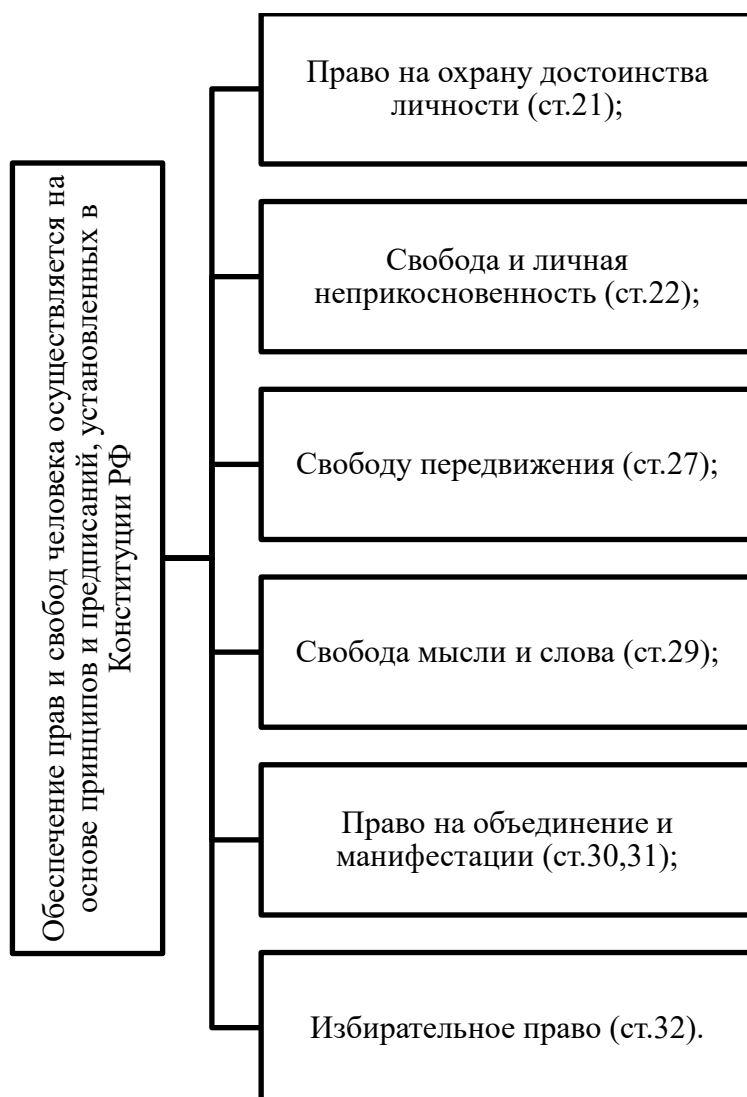 Обеспечение прав и свобод человека осуществляется на
основе принципов и предписаний, установленных в
Конституции РФ
Право на охрану достоинства
личности (ст.21);
Свобода и личная
неприкосновенность (ст.22);
Свободу передвижения (ст.27);
Свобода мысли и слова (ст.29);
Право на объединение и
манифестации (ст.30,31);
Избирательное право (ст.32).